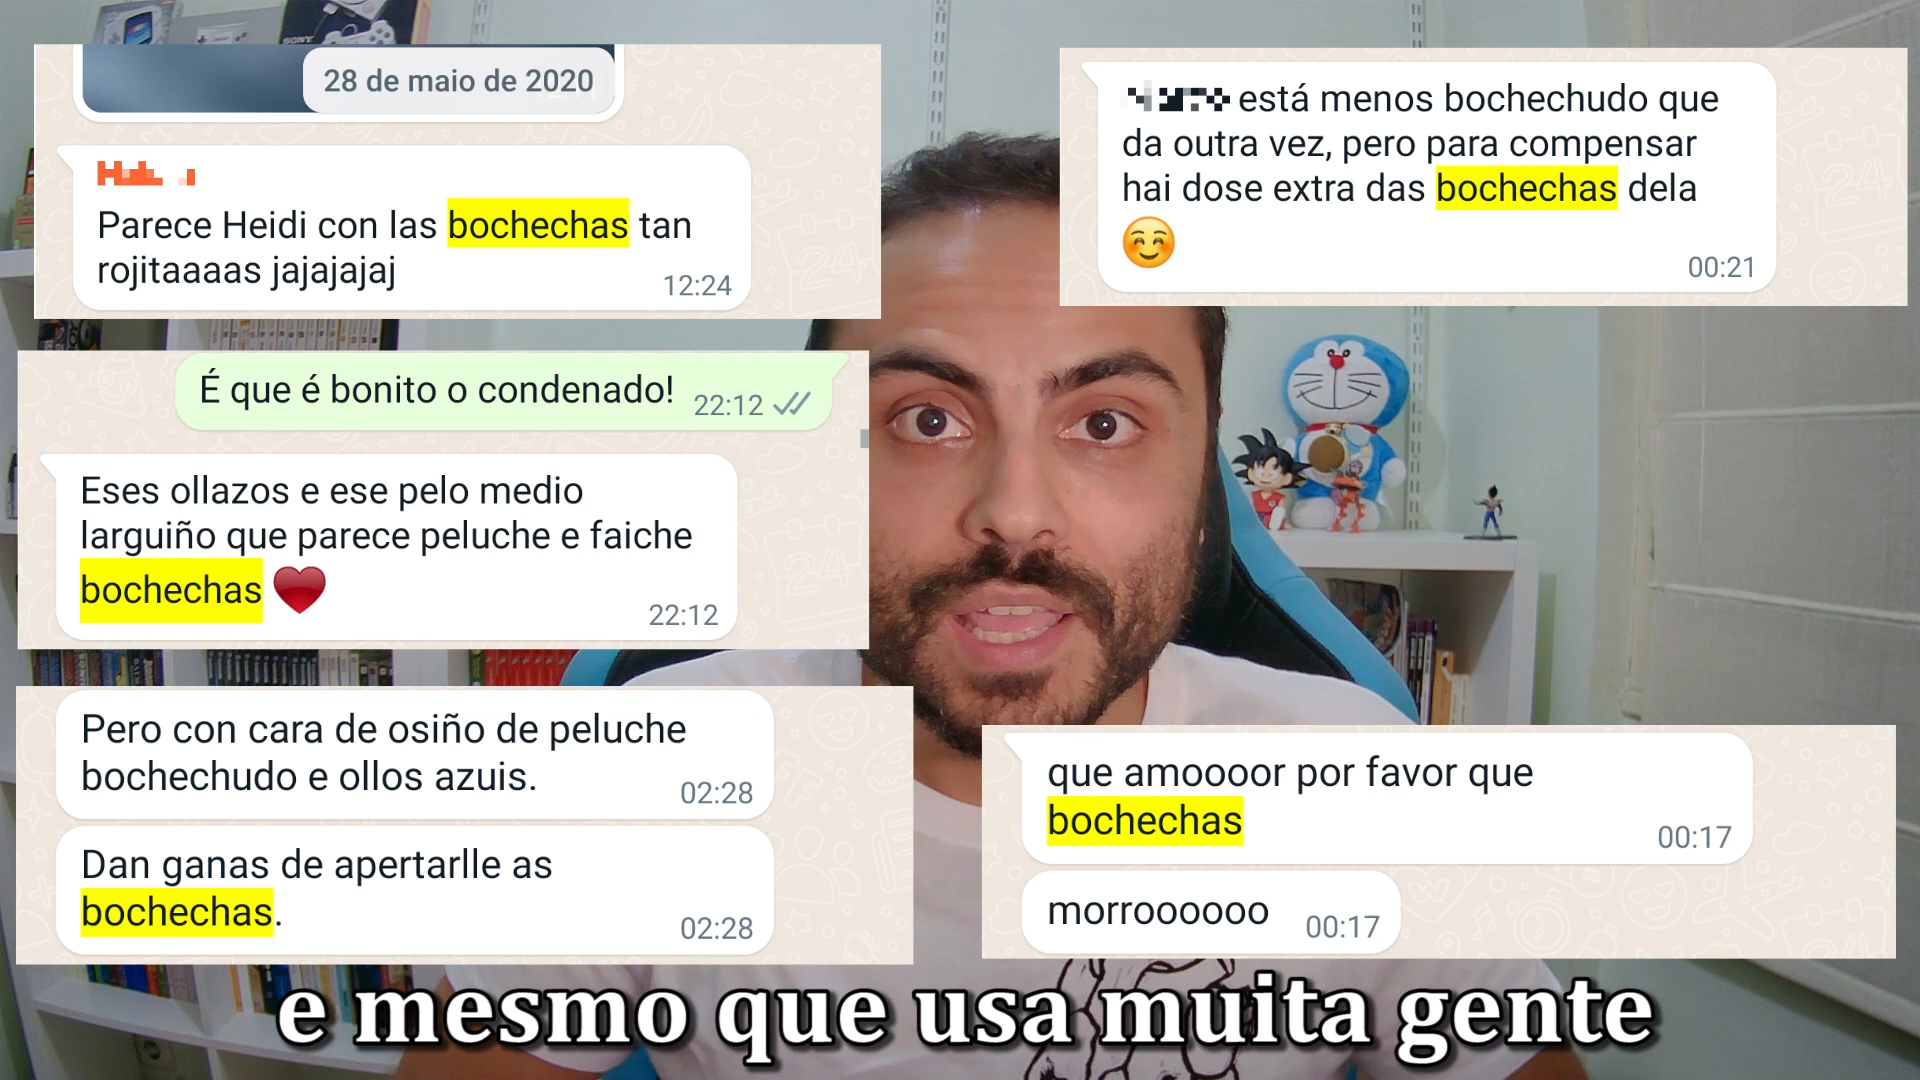 SONY
28 de maio de 2020
Parece Heidi con las bochechas tan
rojitaaaas jajajajaj
12:24
É que é bonito o condenado!
22:12
Eses ollazos e ese pelo medio
larguiño que parece peluche e faiche
bochechas ❤️
22:12
Pero con cara de osiño de peluche
bochechudo e ollos azuis.
02:28
Dan ganas de apertarlle as
bochechas.
02:28
está menos bochechudo que
da outra vez, pero para compensar
hai dose extra das bochechas dela
☺️
00:21
que amoooor por favor que
bochechas
00:17
morroooooo
00:17
e mesmo que usa muita gente